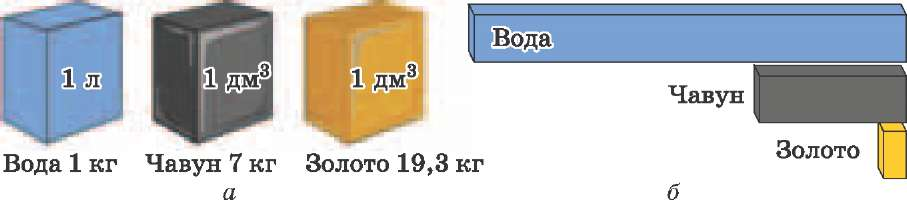 1 л
1 дм³
1 дм³
Вода 1 кг
Чавун 7 кг
Золото 19,3 кг
а
Вода
Чавун
Золото
б